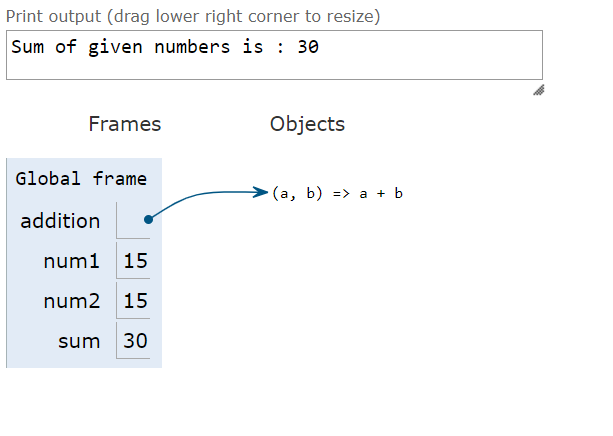 Print output (drag lower right corner to resize)
Sum of given numbers is : 30
Frames Objects
Global frame
addition (a, b) => a + b
num1 15
num2 15
sum 30